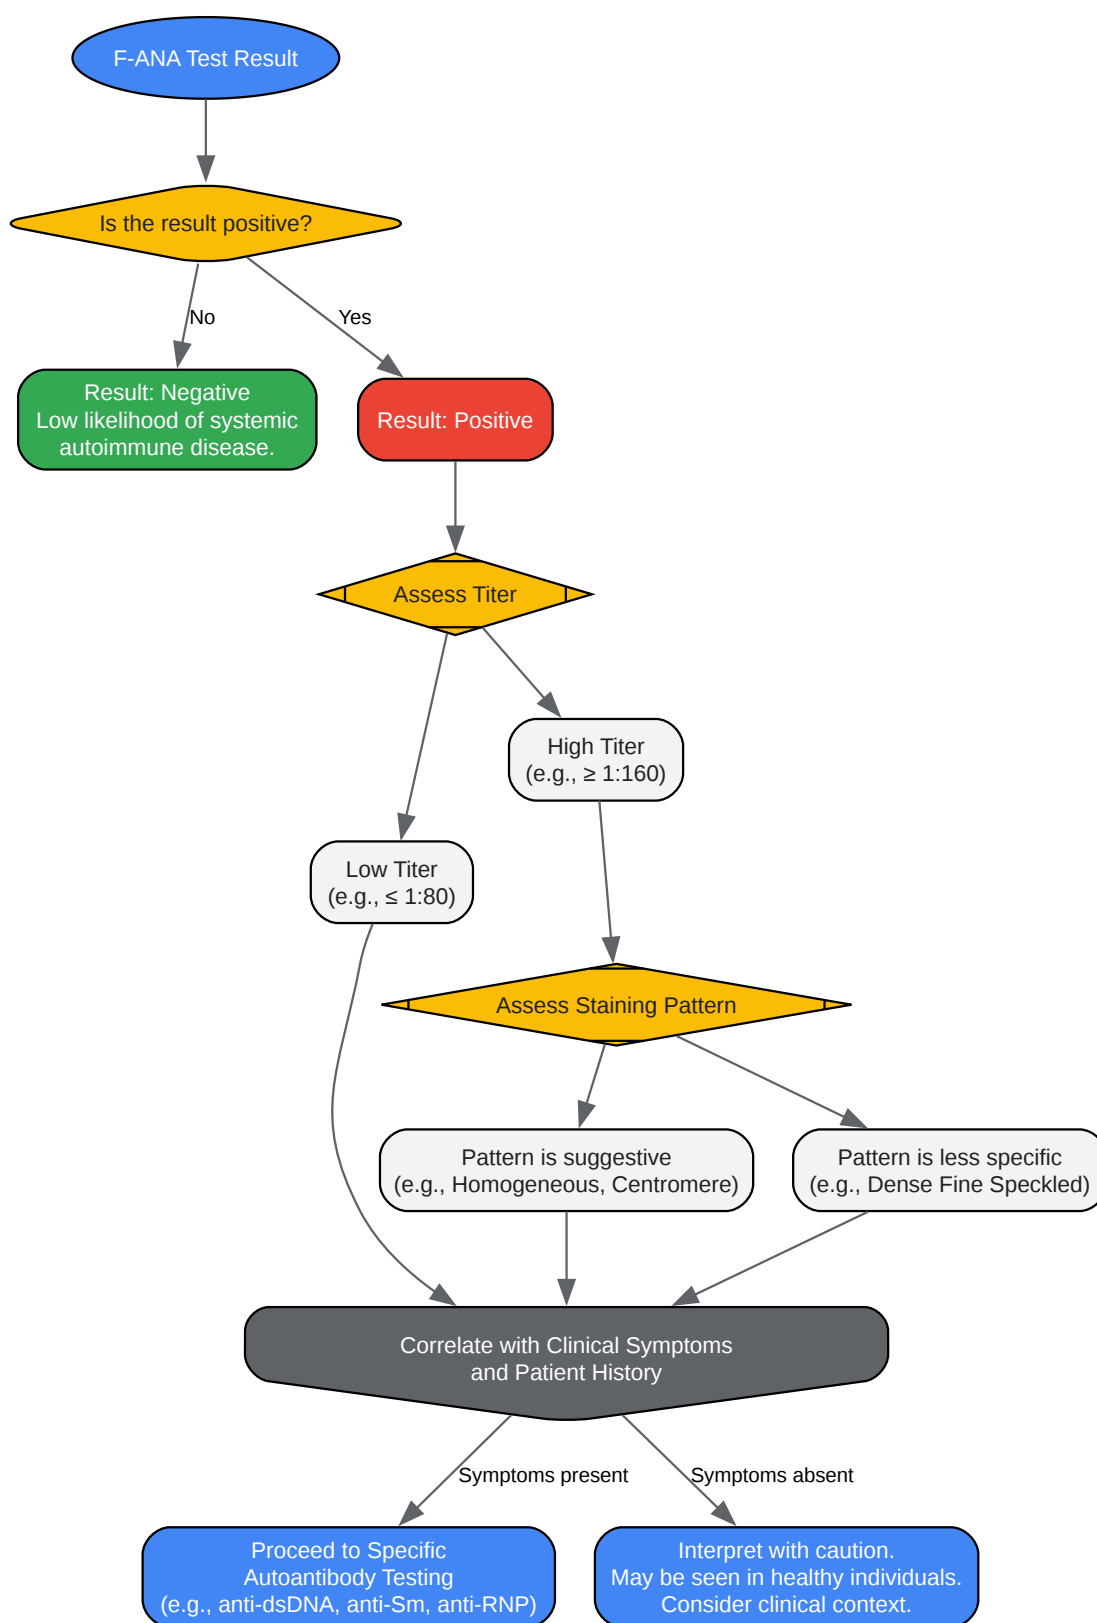 F-ANA Test Result
Is the result positive?
No
Yes
Result: Negative
Low likelihood of systemic
autoimmune disease.
Result: Positive
Assess Titer
High Titer
(e.g., ≥ 1:160)
Low Titer
(e.g., ≤ 1:80)
Assess Staining Pattern
Pattern is suggestive
(e.g., Homogeneous, Centromere)
Pattern is less specific
(e.g., Dense Fine Speckled)
Correlate with Clinical Symptoms
and Patient History
Symptoms present
Symptoms absent
Proceed to Specific
Autoantibody Testing
(e.g., anti-dsDNA, anti-Sm, anti-RNP)
Interpret with caution.
May be seen in healthy individuals.
Consider clinical context.